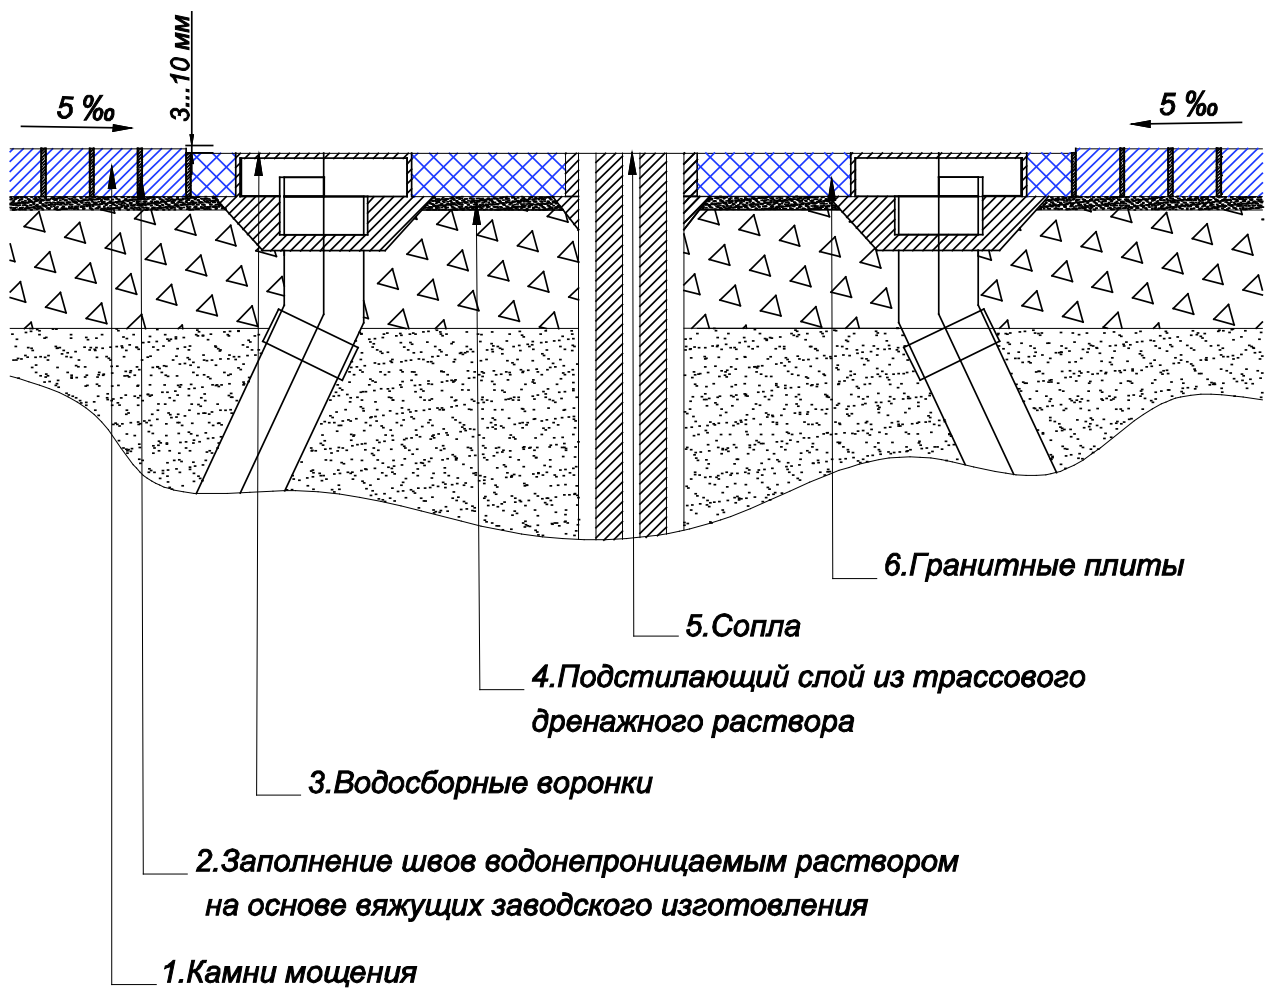 3...10 мм
5 ‰
5 ‰
6.Гранитные плиты
5.Сопла
4.Подстилающий слой из трассового
дренажного раствора
3.Водосборные воронки
2.Заполнение швов водонепроницаемым раствором
на основе вяжущих заводского изготовления
1.Камни мощения